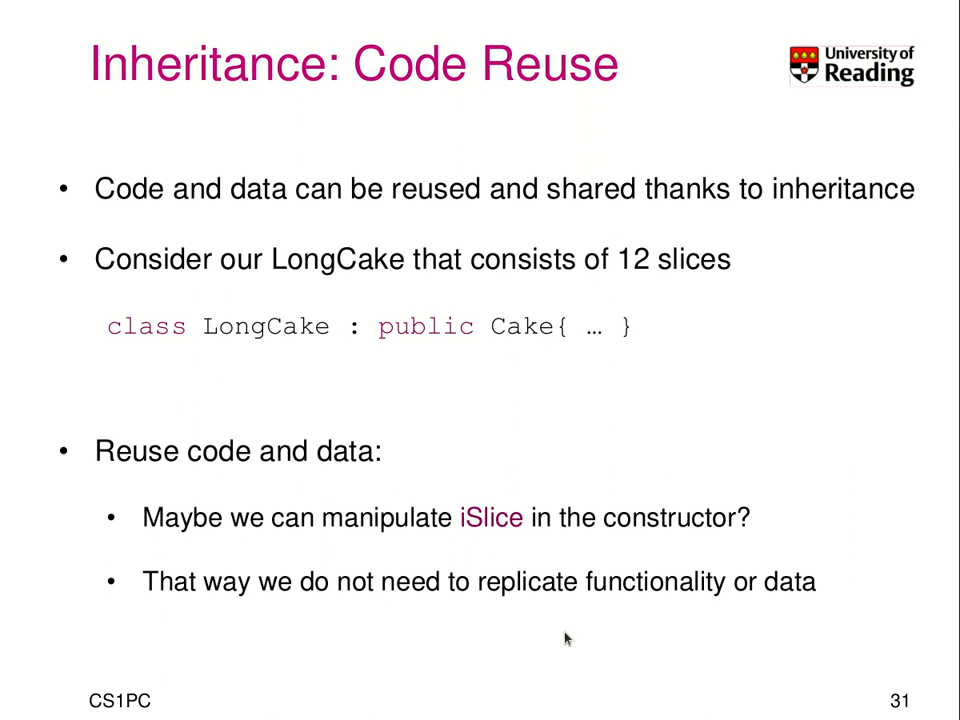 Inheritance: Code Reuse
University of
Reading
• Code and data can be reused and shared thanks to inheritance
• Consider our LongCake that consists of 12 slices
class LongCake : public Cake{ … }
• Reuse code and data:
• Maybe we can manipulate iSlice in the constructor?
• That way we do not need to replicate functionality or data
CS1PC
31